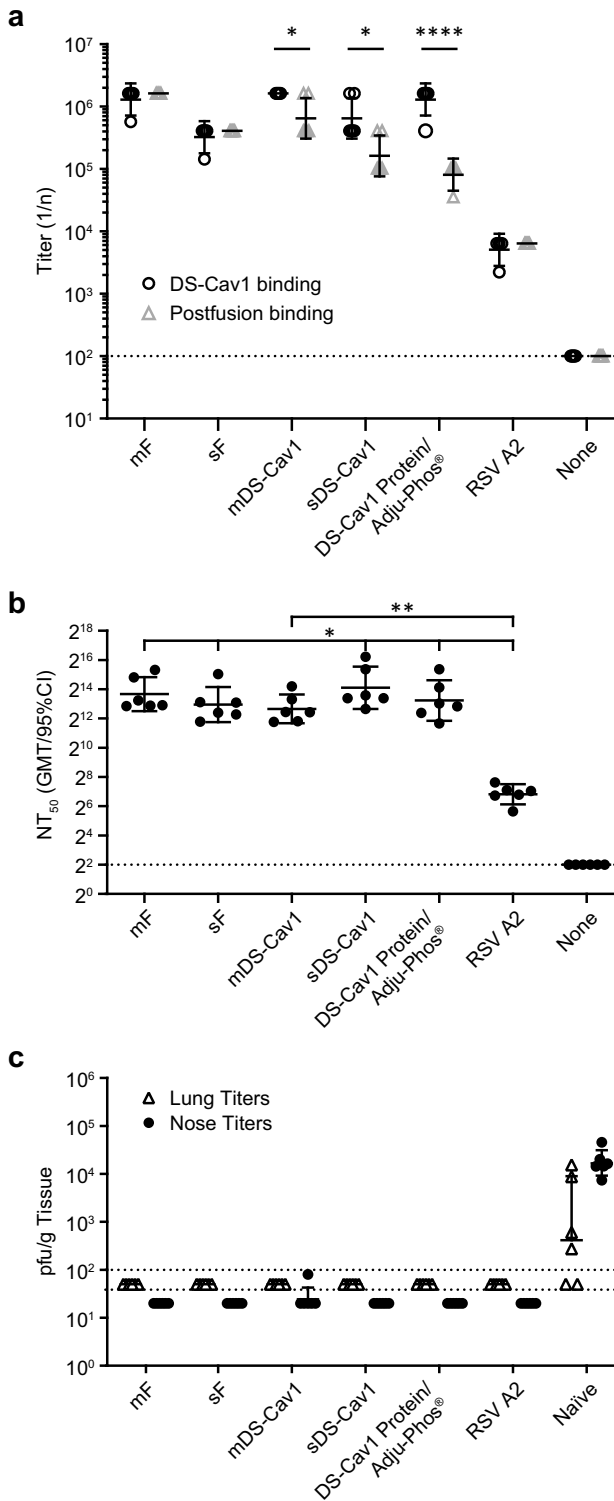 a
* * ****
10⁷
10⁶
10⁵
10⁴
10³
10²
10¹
Titer (1/n)
DS-Cav1 binding
Postfusion binding
mF
sF
mDS-Cav1
sDS-Cav1
DS-Cav1 Protein/
Adju-Phos®
RSV A2
None
b
**
*
2¹⁸
2¹⁶
2¹⁴
2¹²
2¹⁰
2⁸
2⁶
2⁴
2²
2⁰
NT₅₀ (GMT/95%CI)
mF
sF
mDS-Cav1
sDS-Cav1
DS-Cav1 Protein/
Adju-Phos®
RSV A2
None
c
10⁶
10⁵
10⁴
10³
10²
10¹
10⁰
pfu/g Tissue
Lung Titers
Nose Titers
mF
sF
mDS-Cav1
sDS-Cav1
DS-Cav1 Protein/
Adju-Phos®
RSV A2
Naïve